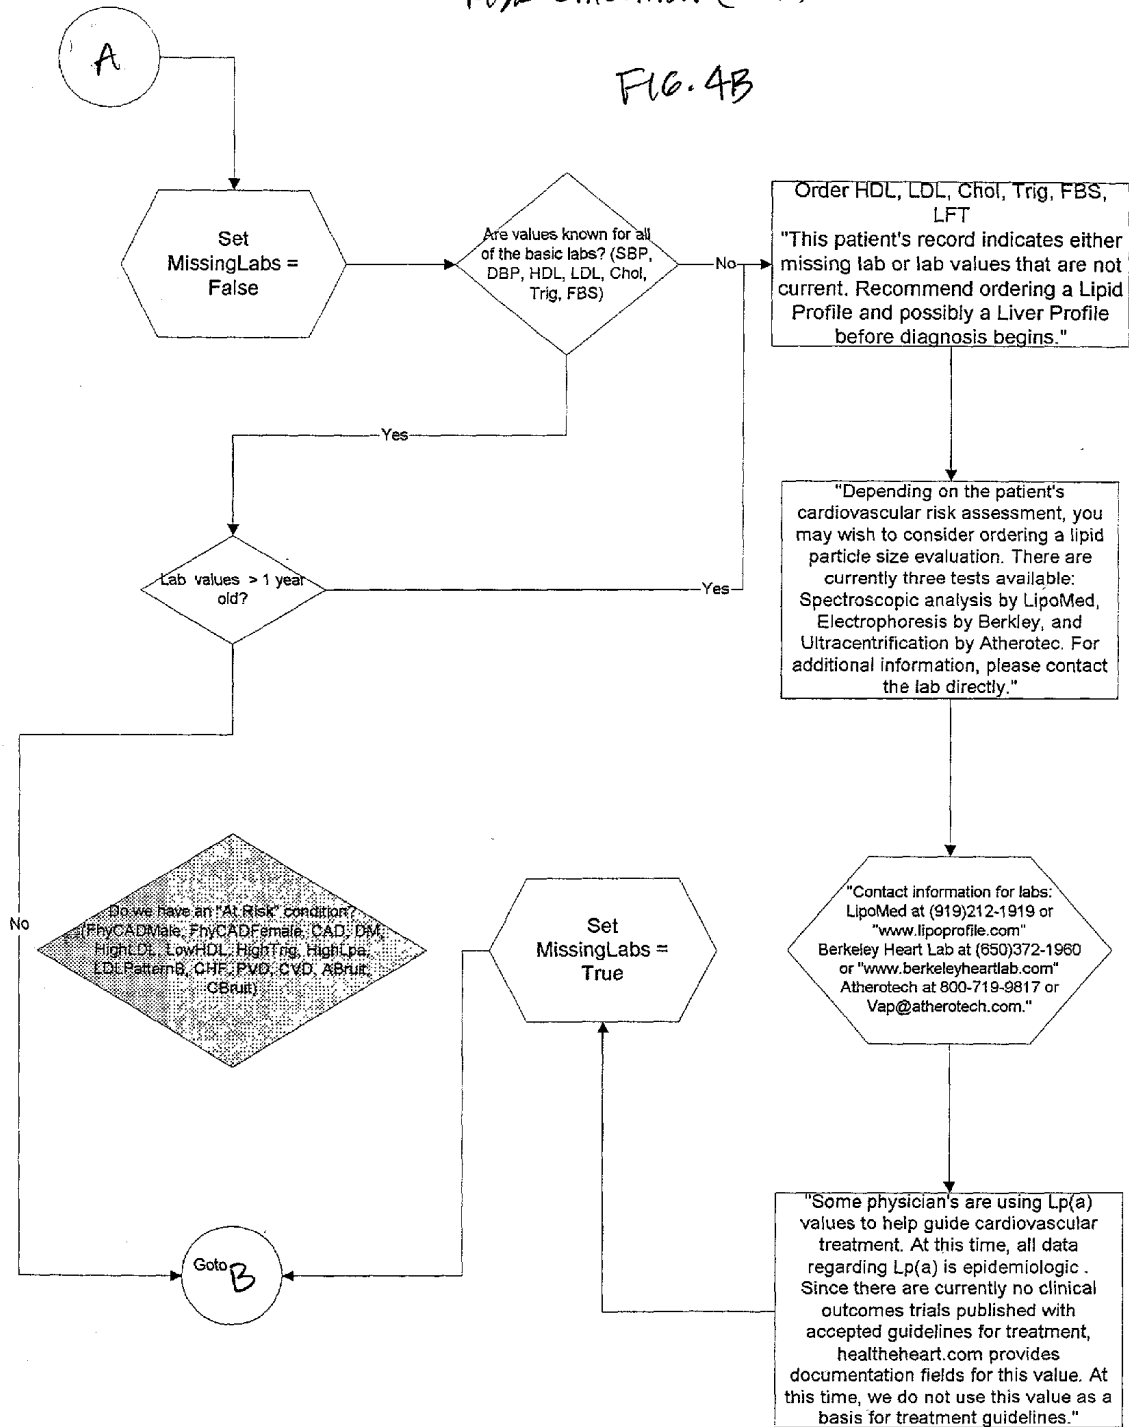 FIG. 4B
A
Set
MissingLabs =
False
Are values known for all
of the basic labs? (SBP,
DBP, HDL, LDL, Chol,
Trig, FBS)
No
Order HDL, LDL, Chol, Trig, FBS,
LFT
"This patient's record indicates either
missing lab or lab values that are not
current. Recommend ordering a Lipid
Profile and possibly a Liver Profile
before diagnosis begins."
Yes
"Depending on the patient's
cardiovascular risk assessment, you
may wish to consider ordering a lipid
particle size evaluation. There are
currently three tests available:
Spectroscopic analysis by LipoMed,
Electrophoresis by Berkley, and
Ultracentrification by Atherotec. For
additional information, please contact
the lab directly."
Lab values > 1 year
old?
Yes
No
Do we have an "At Risk" condition?
(FhyCADMale, FhyCADFemale, CAD, DM,
HighLDL, LowHDL, HighTrig, HighLpa,
LDLPatternB, CHF, PVD, CVD, ABruit,
CBruit)
Set
MissingLabs =
True
"Contact information for labs:
LipoMed at (919)212-1919 or
"www.lipoprofile.com"
Berkeley Heart Lab at (650)372-1960
or "www.berkeleyheartlab.com"
Atherotech at 800-719-9817 or
Vap@atherotech.com."
Goto B
"Some physician's are using Lp(a)
values to help guide cardiovascular
treatment. At this time, all data
regarding Lp(a) is epidemiologic .
Since there are currently no clinical
outcomes trials published with
accepted guidelines for treatment,
healtheheart.com provides
documentation fields for this value. At
this time, we do not use this value as a
basis for treatment guidelines."